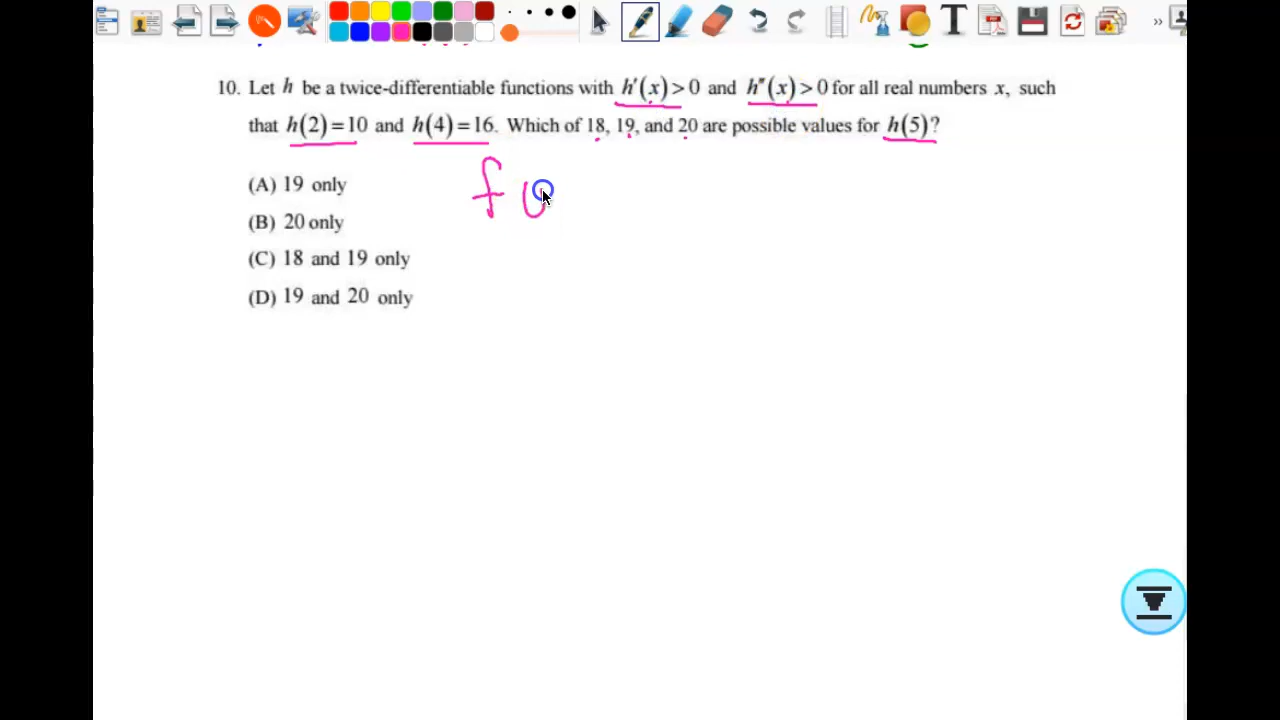 10. Let h be a twice-differentiable functions with h′(x)>0 and h″(x)>0 for all real numbers x, such
that h(2)=10 and h(4)=16. Which of 18, 19, and 20 are possible values for h(5)?
(A) 19 only
(B) 20 only
(C) 18 and 19 only
(D) 19 and 20 only
f